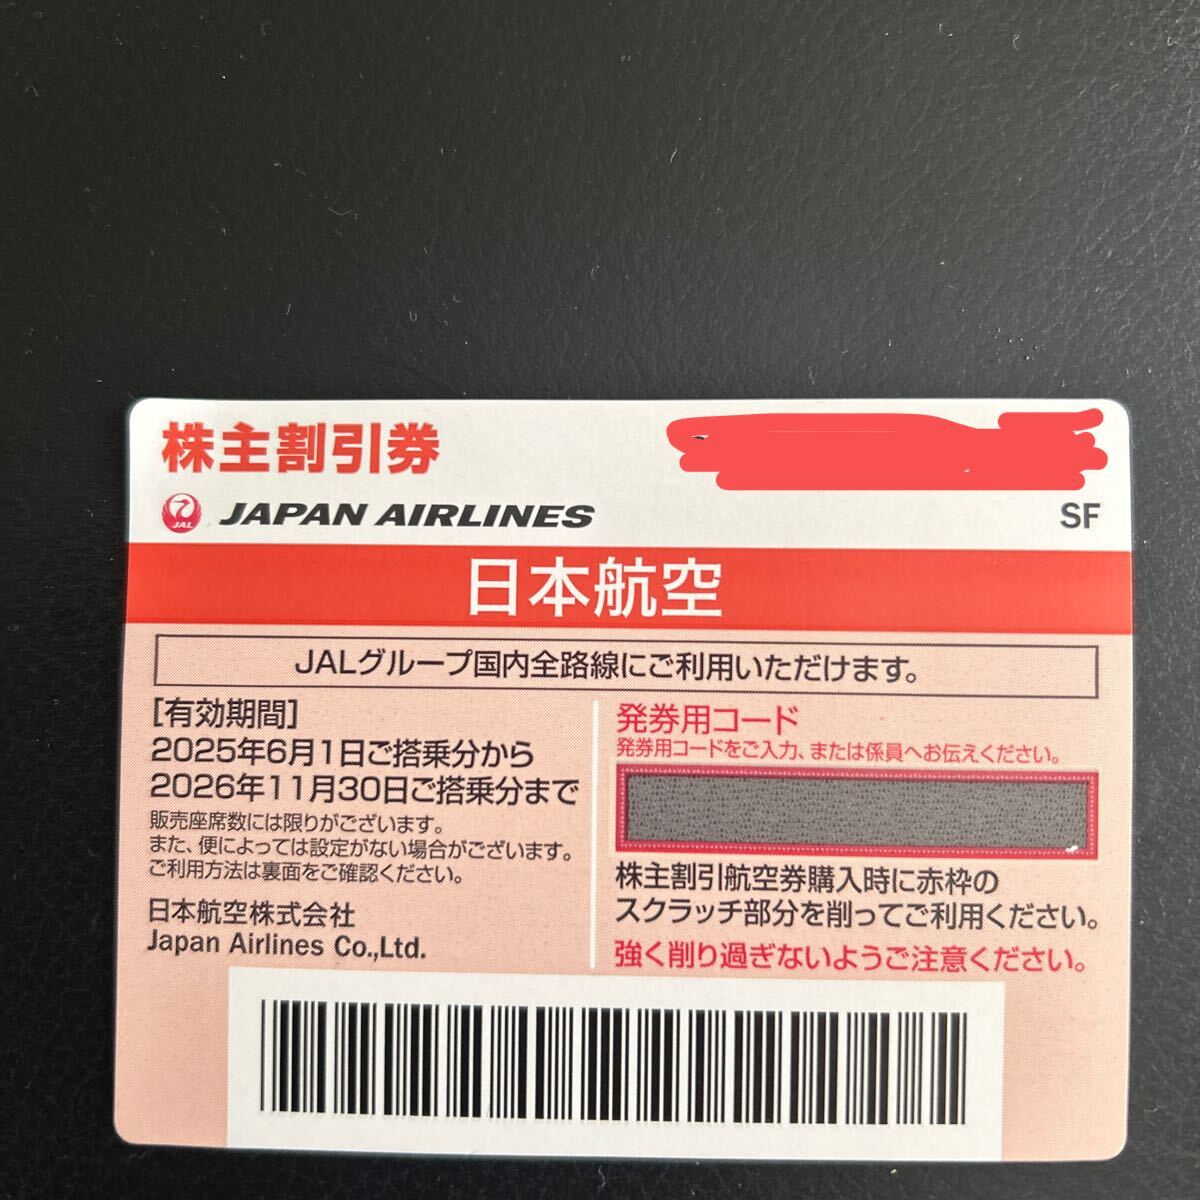 株主割引券
JAL
JAPAN AIRLINES
SF
日本航空
JALグループ国内全路線にご利用いただけます。
[有効期間]
2025年6月1日ご搭乗分から
2026年11月30日ご搭乗分まで
販売座席数には限りがございます。
また、便によっては設定がない場合がございます。
ご利用方法は裏面をご確認ください。
日本航空株式会社
Japan Airlines Co.,Ltd.
発券用コード
発券用コードをご入力、または係員へお伝えください。
株主割引航空券購入時に赤枠の
スクラッチ部分を削ってご利用ください。
強く削り過ぎないようご注意ください。